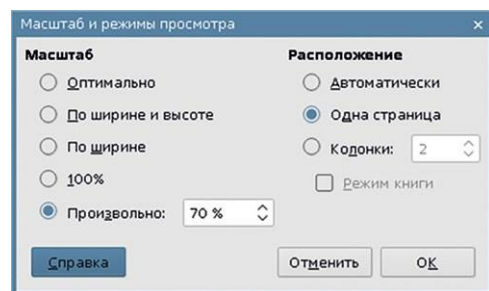 Масштаб и режимы просмотра
Масштаб
Оптимально
По ширине и высоте
По ширине
100%
Произвольно: 70 %
Расположение
Автоматически
Одна страница
Колонки: 2
Режим книги
Справка
Отменить
ОК